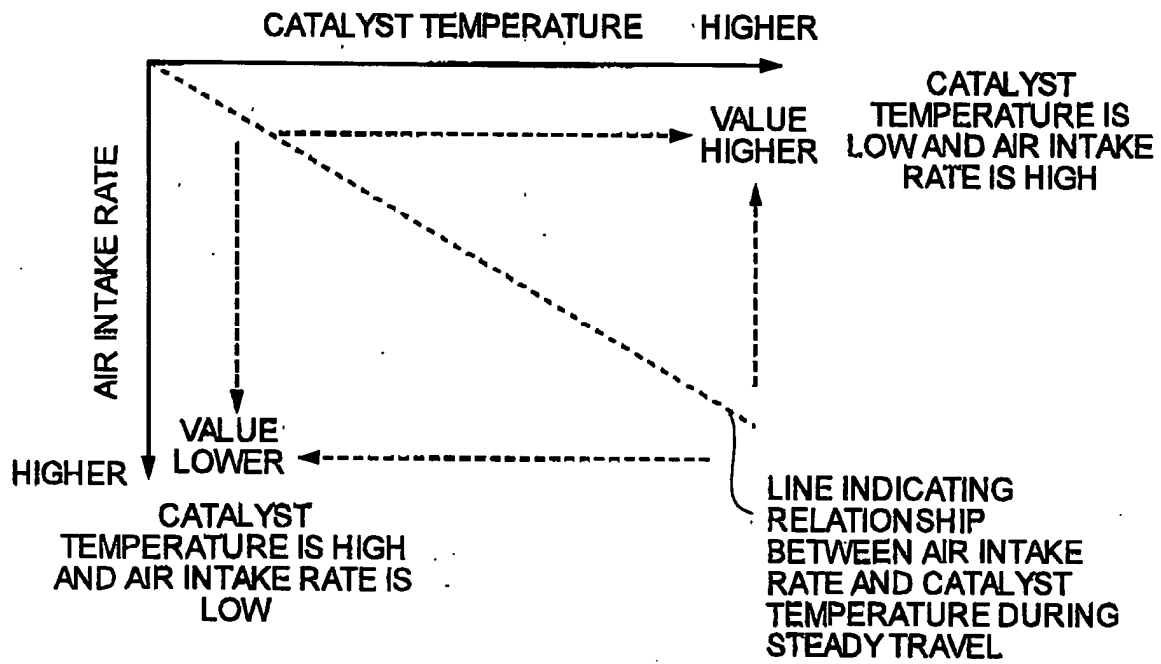 CATALYST TEMPERATURE HIGHER
CATALYST
TEMPERATURE IS
LOW AND AIR INTAKE
RATE IS HIGH
VALUE
HIGHER
AIR INTAKE RATE
HIGHER
VALUE
LOWER
CATALYST
TEMPERATURE IS HIGH
AND AIR INTAKE RATE IS
LOW
LINE INDICATING
RELATIONSHIP
BETWEEN AIR INTAKE
RATE AND CATALYST
TEMPERATURE DURING
STEADY TRAVEL